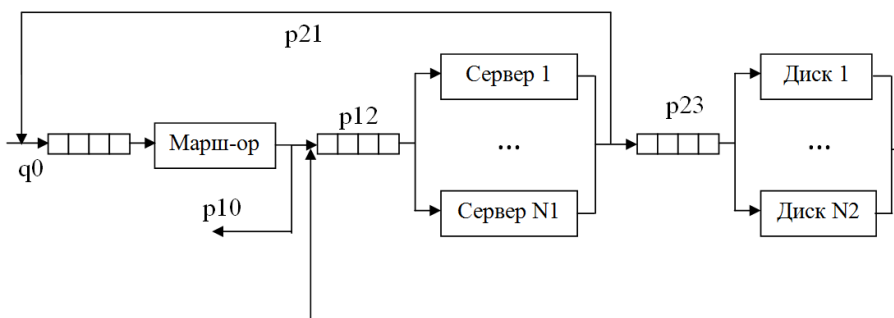 p21
Сервер 1
Диск 1
p23
p12
Марш-ор
...
...
q0
p10
Сервер N1
Диск N2